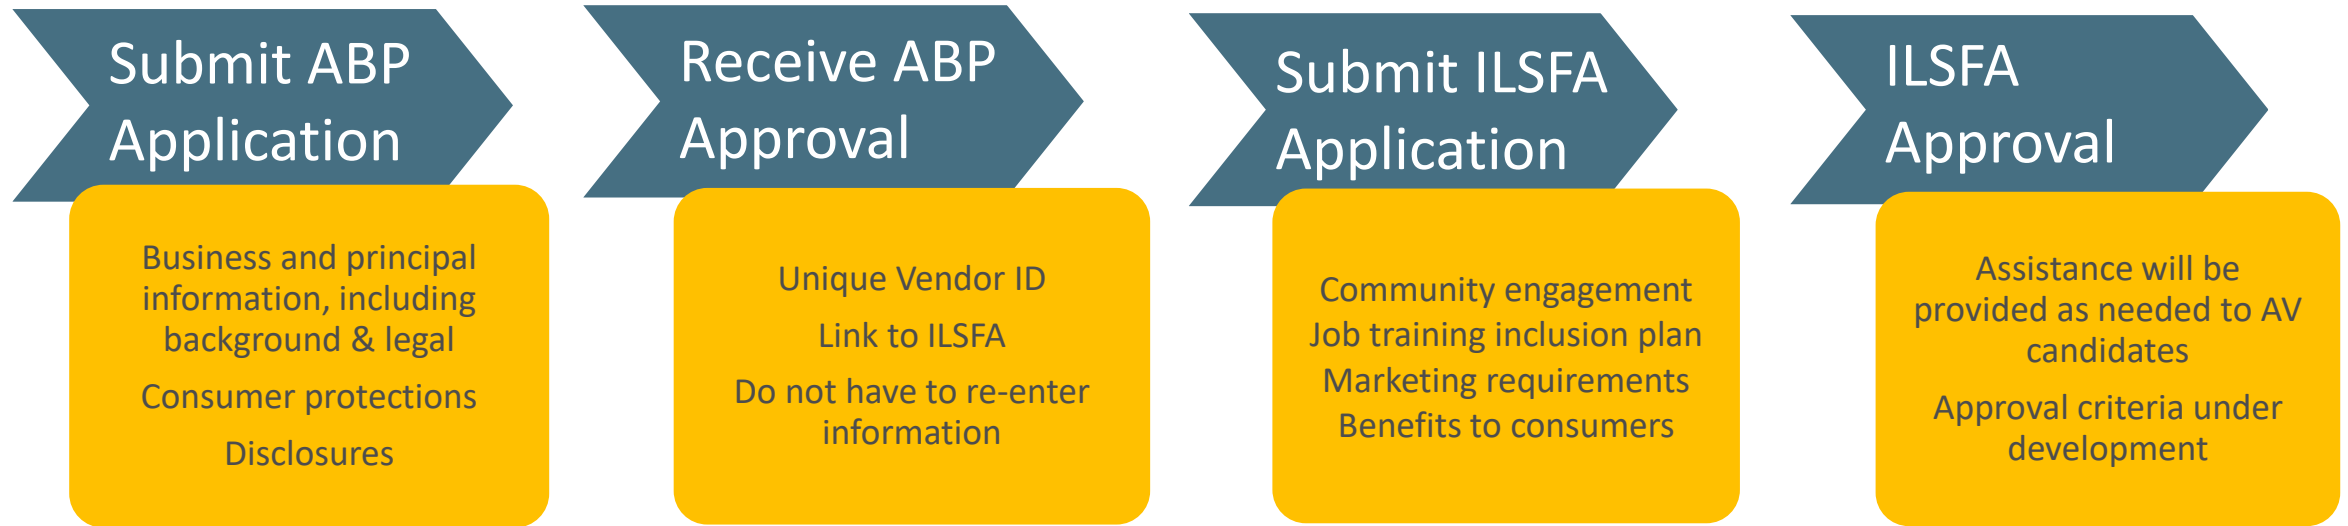 Submit ABP
Application
Business and principal
information, including
background & legal
Consumer protections
Disclosures
Receive ABP
Approval
Unique Vendor ID
Link to ILSFA
Do not have to re-enter
information
Submit ILSFA
Application
Community engagement
Job training inclusion plan
Marketing requirements
Benefits to consumers
ILSFA
Approval
Assistance will be
provided as needed to AV
candidates
Approval criteria under
development